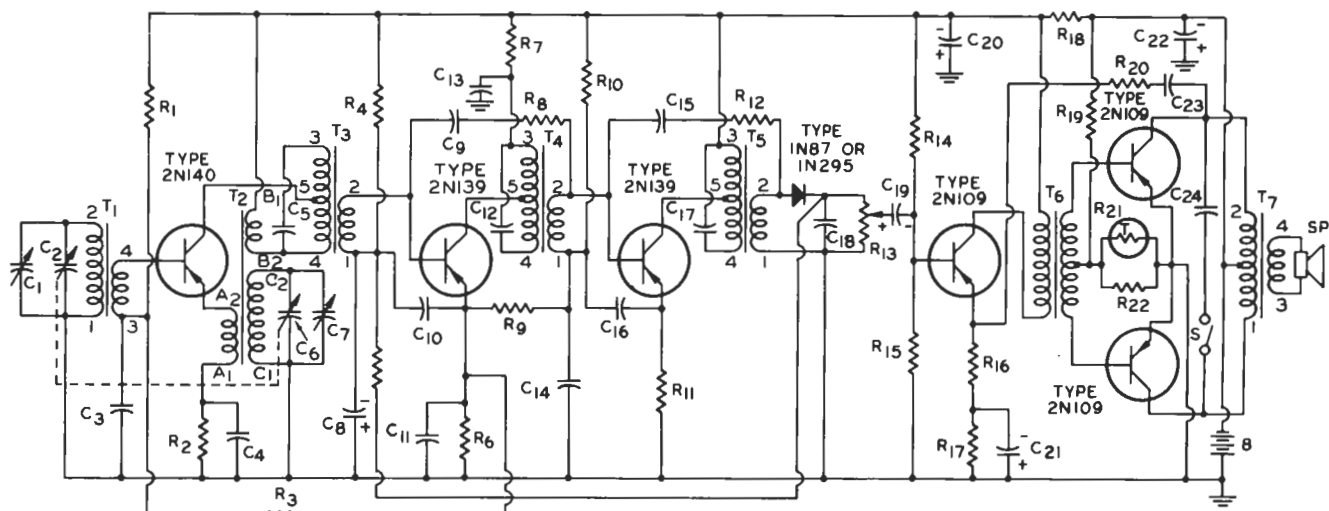 R1
R4
R7
C13
R8
R10
C15
R12
C20
R18
C22
R20
C23
R19
TYPE
2N109
R14
TYPE
2N140
T3
3
5
4
2
1
C9
T4
3
5
4
2
1
TYPE
2N139
C12
TYPE
2N139
T5
3
5
4
2
1
C17
TYPE
1N87 OR
1N295
C18
R13
C19
+
-
TYPE
2N109
T6
R21
T
R22
C24
S
T7
2
1
4
3
SP
C1
C2
T1
2
1
4
3
T2
B1
B2
C5
A2
A1
C2
C1
C6
C7
C3
R2
C4
R3
C8
-
+
C10
C11
R6
R9
C14
C16
R11
R15
R16
R17
C21
-
+
TYPE
2N109
8
-
+
-
+